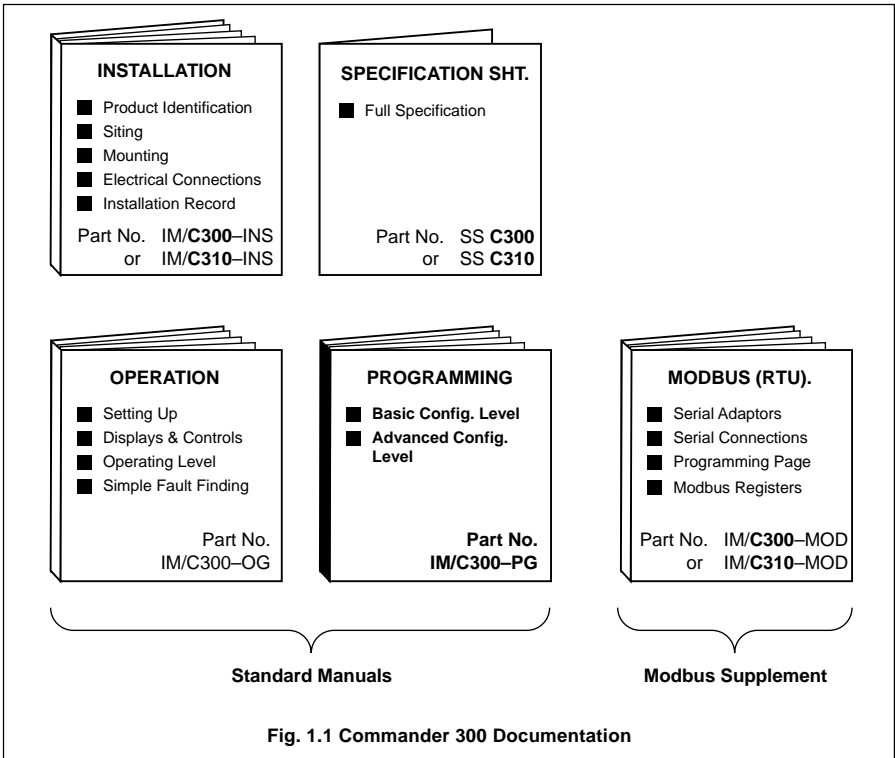 INSTALLATION
■ Product Identification
■ Siting
■ Mounting
■ Electrical Connections
■ Installation Record
Part No. IM/C300–INS
or IM/C310–INS
SPECIFICATION SHT.
■ Full Specification
Part No. SS C300
or SS C310
OPERATION
■ Setting Up
■ Displays & Controls
■ Operating Level
■ Simple Fault Finding
Part No.
IM/C300–OG
PROGRAMMING
■ Basic Config. Level
■ Advanced Config.
Level
Part No.
IM/C300–PG
MODBUS (RTU).
■ Serial Adaptors
■ Serial Connections
■ Programming Page
■ Modbus Registers
Part No. IM/C300–MOD
or IM/C310–MOD
Standard Manuals
Modbus Supplement
Fig. 1.1 Commander 300 Documentation